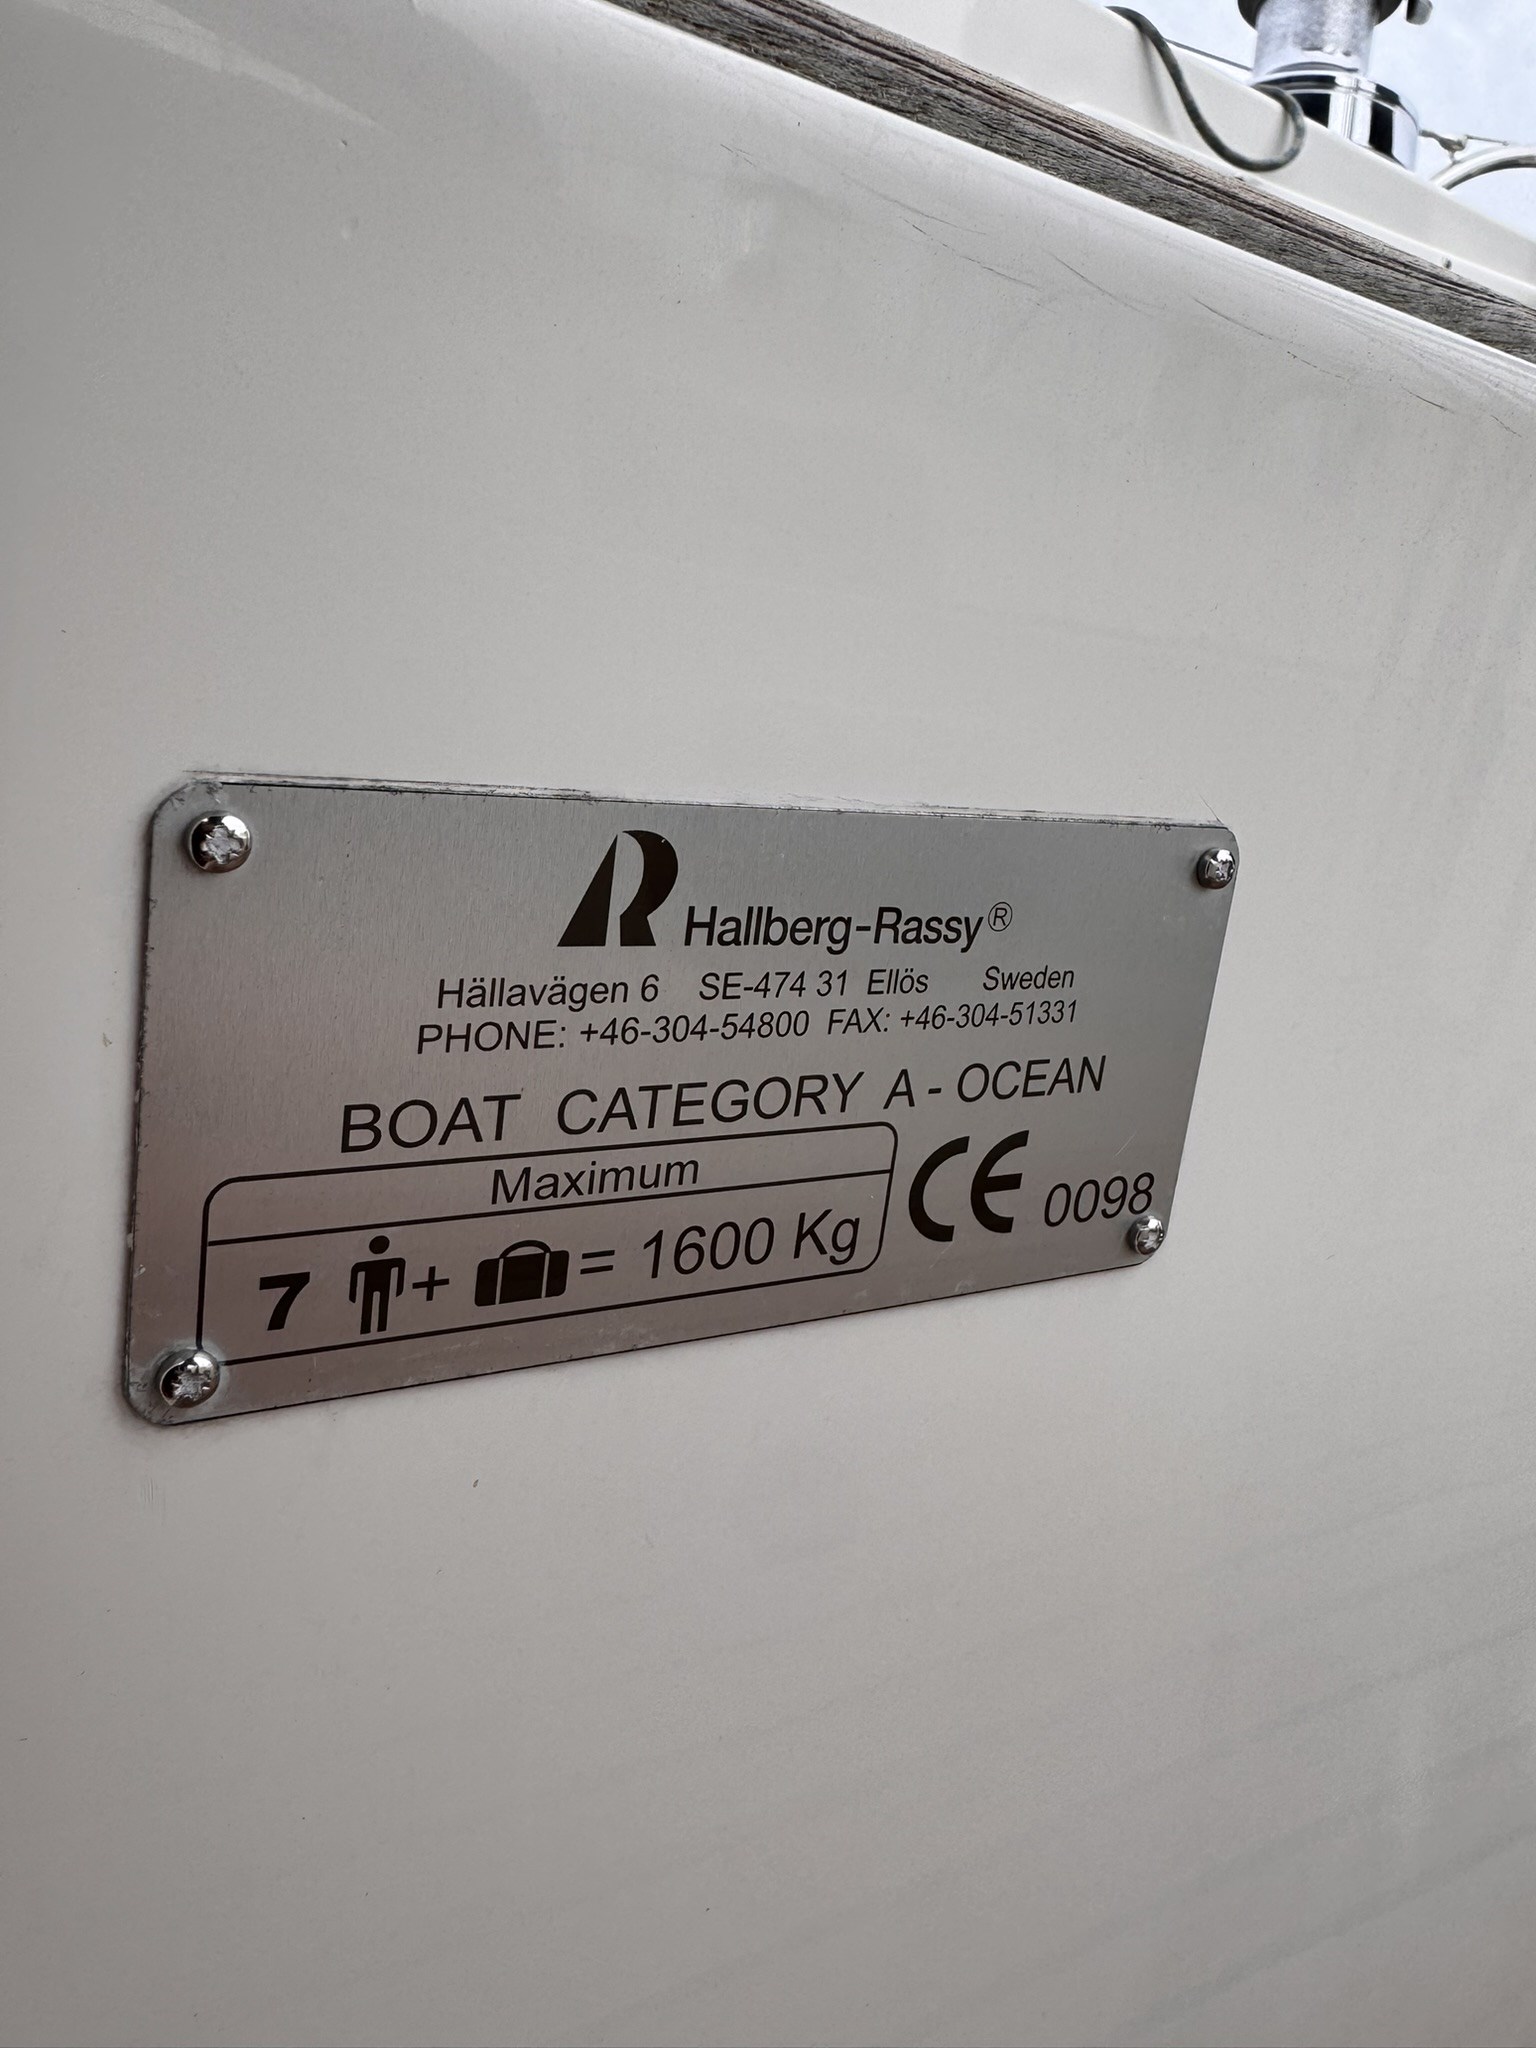 Hallberg-Rassy®
Hällavägen 6 SE-474 31 Ellös Sweden
PHONE: +46-304-54800 FAX: +46-304-51331
BOAT CATEGORY A - OCEAN
Maximum
7 + = 1600 Kg
CE 0098